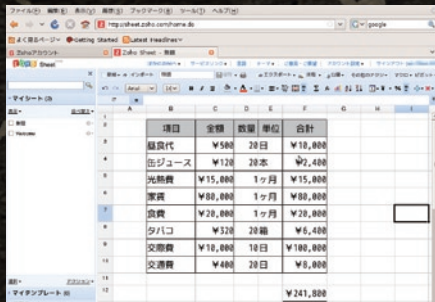 ファイル(F) 編集(E) 表示(V) 履歴(S) ブックマーク(B) ツール(T) ヘルプ(H)
http://sheet.zoho.com/home.do
google
よく見るページ Getting Started Latest Headlines
Zohoアカウント Zoho Sheet - 無題
Sheet
マイシート
無題
Welcome
マイテンプレート
Arial
A B C D E F G H I
項目 金額 数量 単位 合計
昼食代 ¥500 20日 ¥10,000
缶ジュース ¥120 20本 ¥2,400
光熱費 ¥15,000 1ヶ月 ¥15,000
家賃 ¥80,000 1ヶ月 ¥80,000
食費 ¥20,000 1ヶ月 ¥20,000
タバコ ¥320 20箱 ¥6,400
交際費 ¥10,000 10日 ¥100,000
交通費 ¥400 20日 ¥8,000
¥241,800